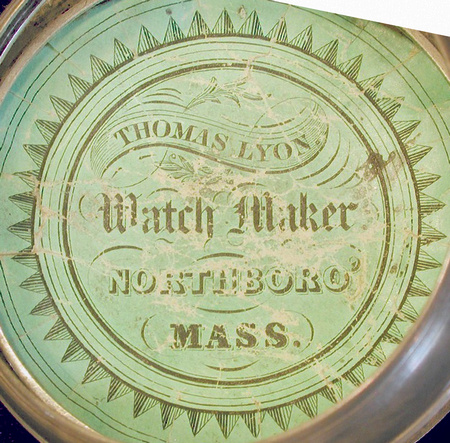 THOMAS LYON
Watch Maker
NORTHBORO'
MASS.